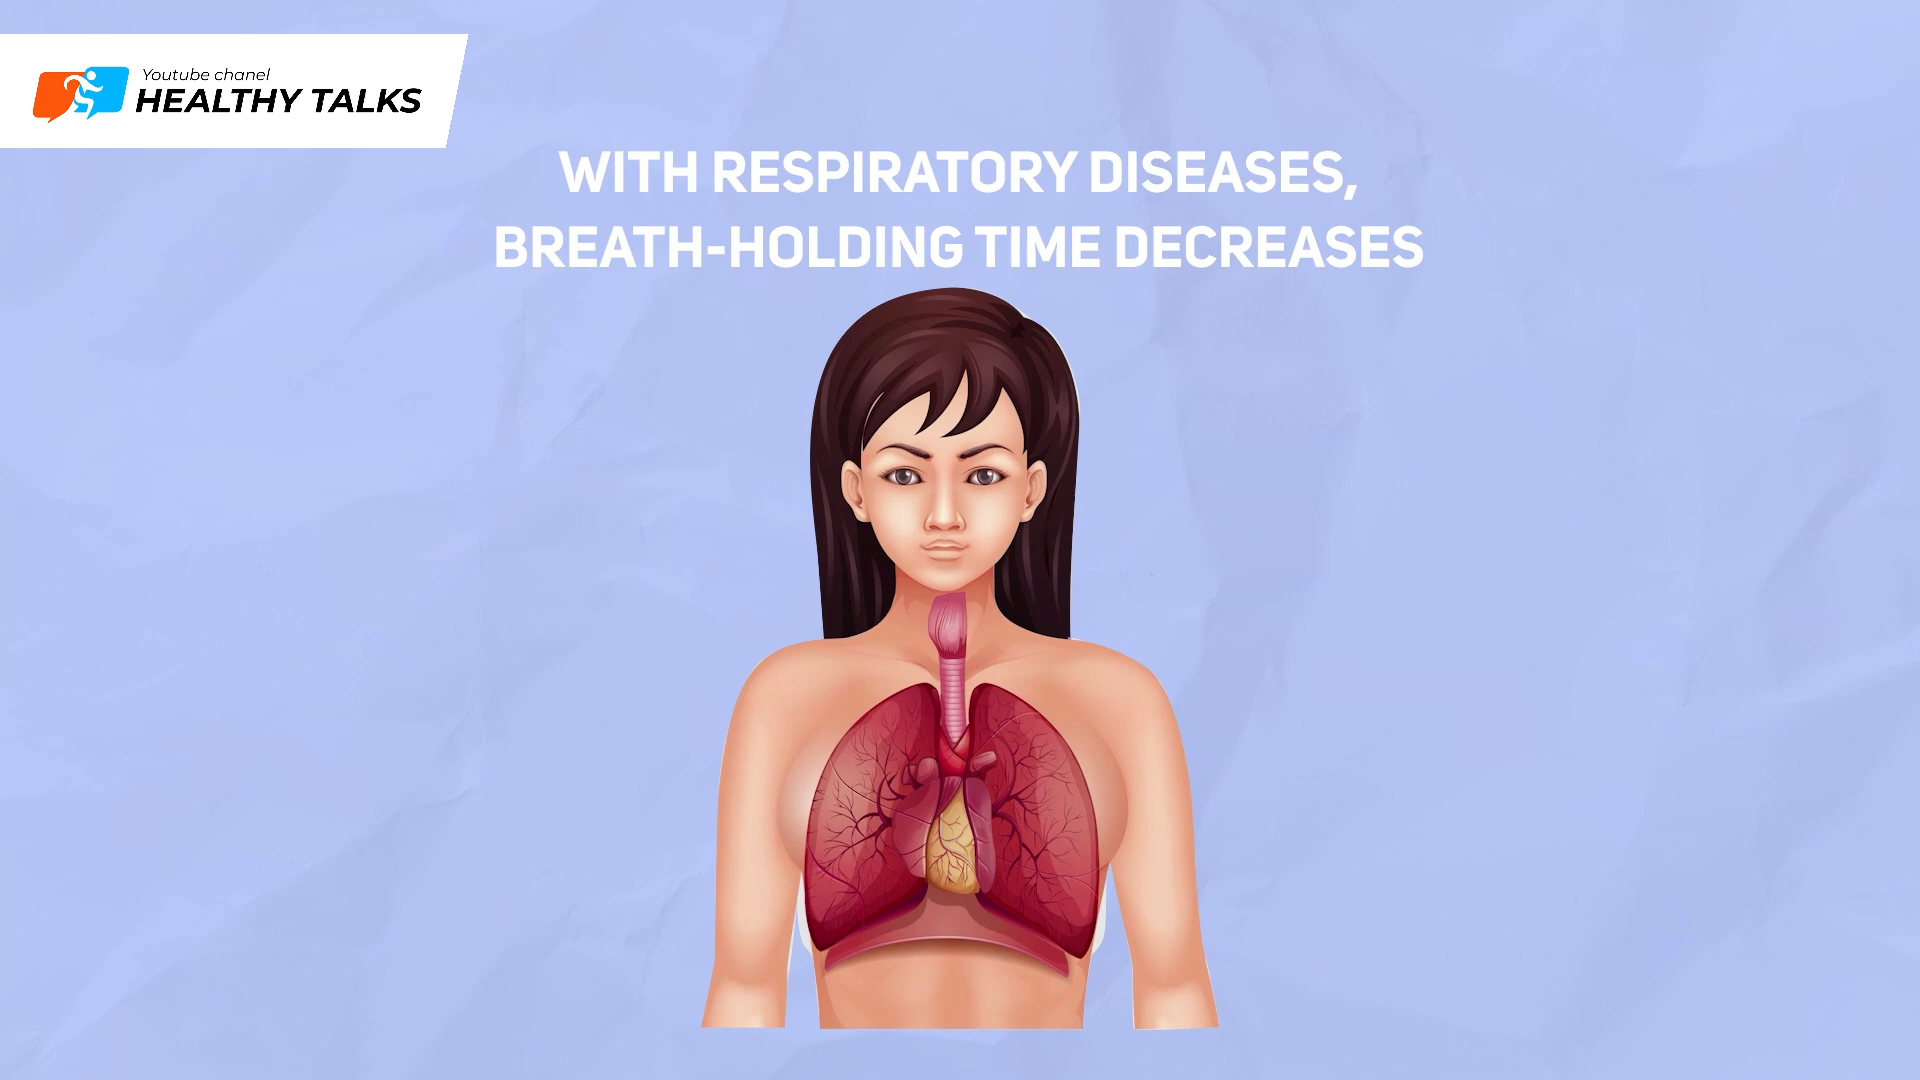 Youtube chanel
HEALTHY TALKS
WITH RESPIRATORY DISEASES,
BREATH-HOLDING TIME DECREASES